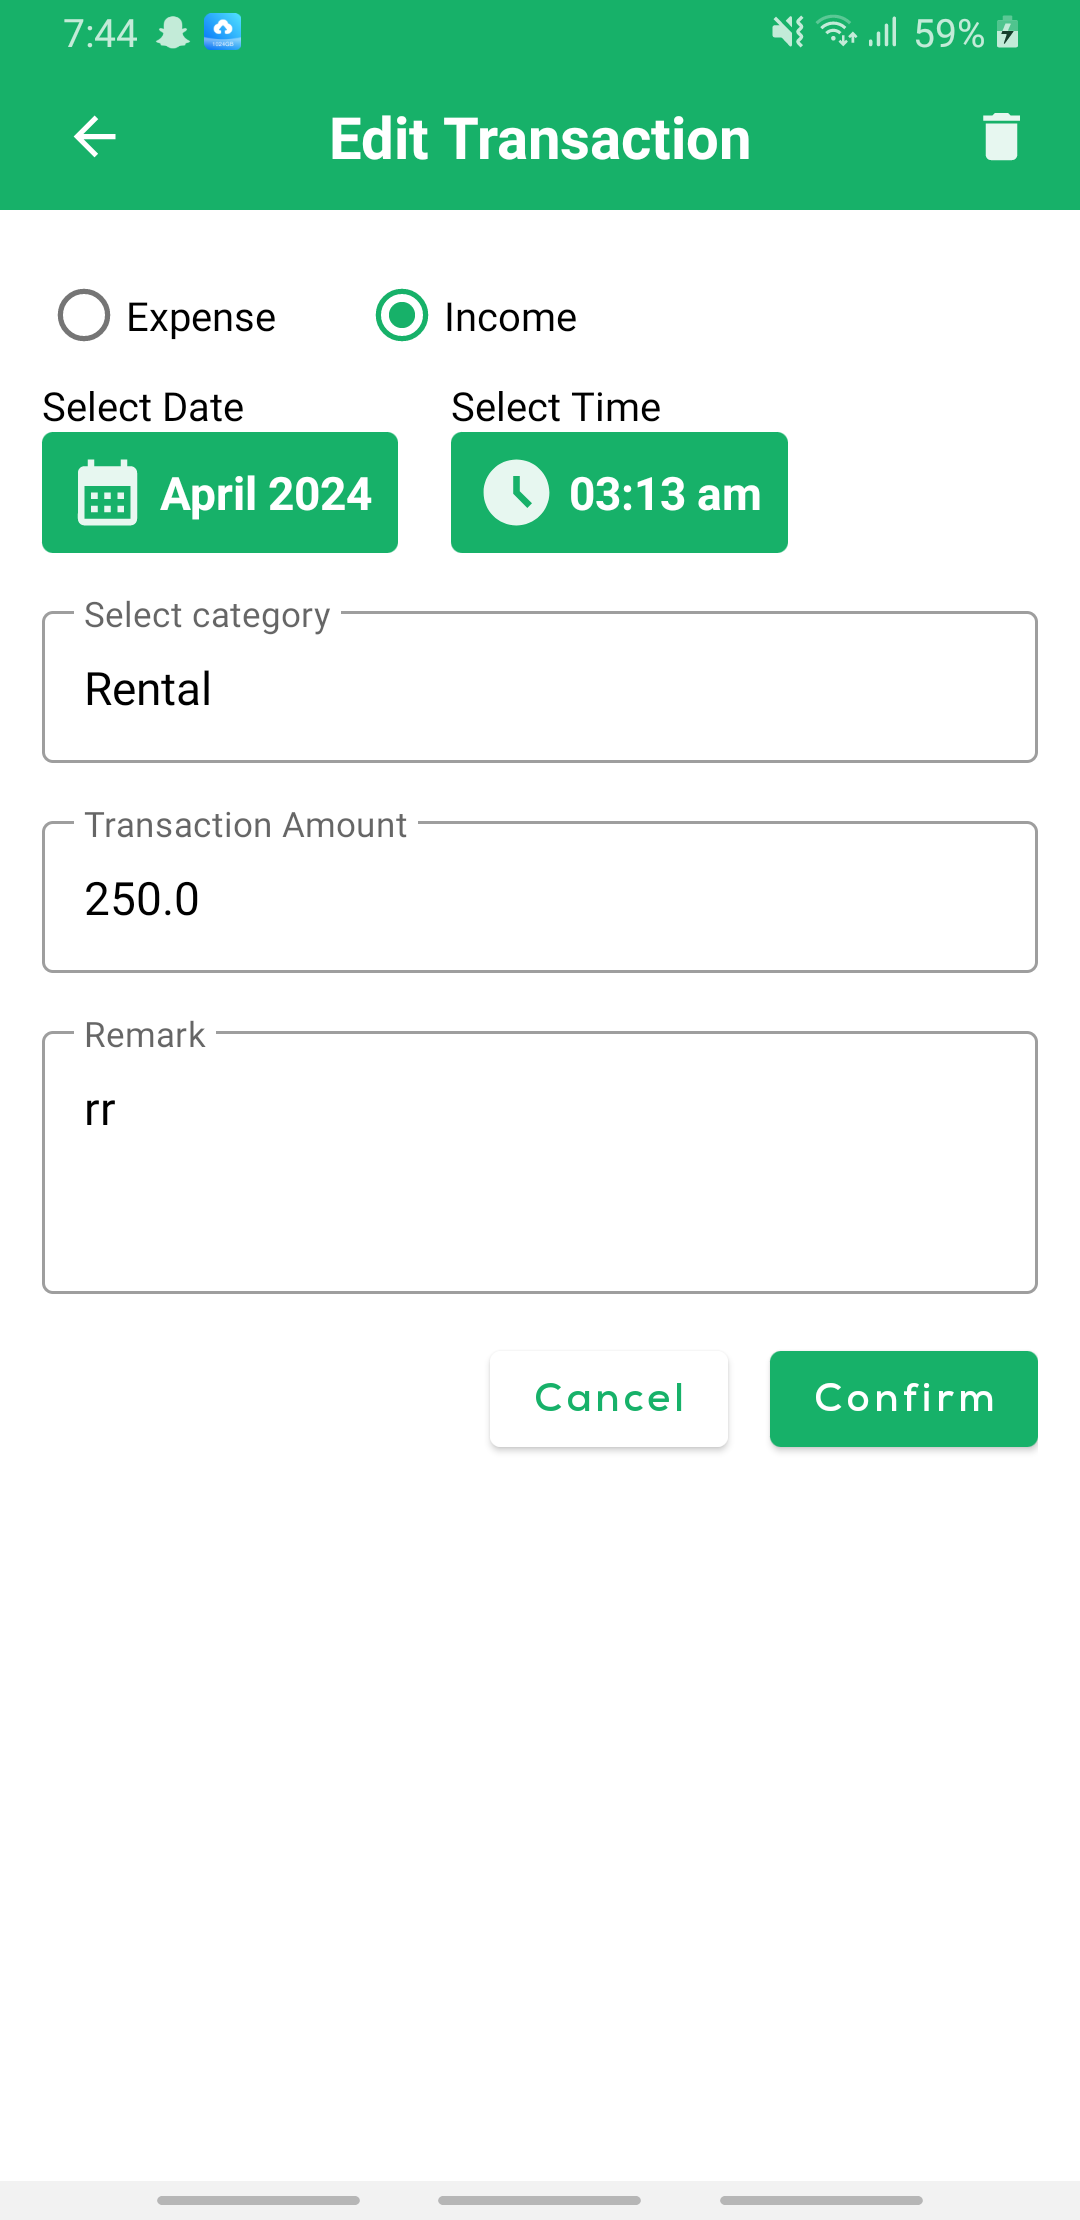 7:44 59%
Edit Transaction
Expense Income
Select Date Select Time
April 2024 03:13 am
Select category
Rental
Transaction Amount
250.0
Remark
rr
Cancel Confirm